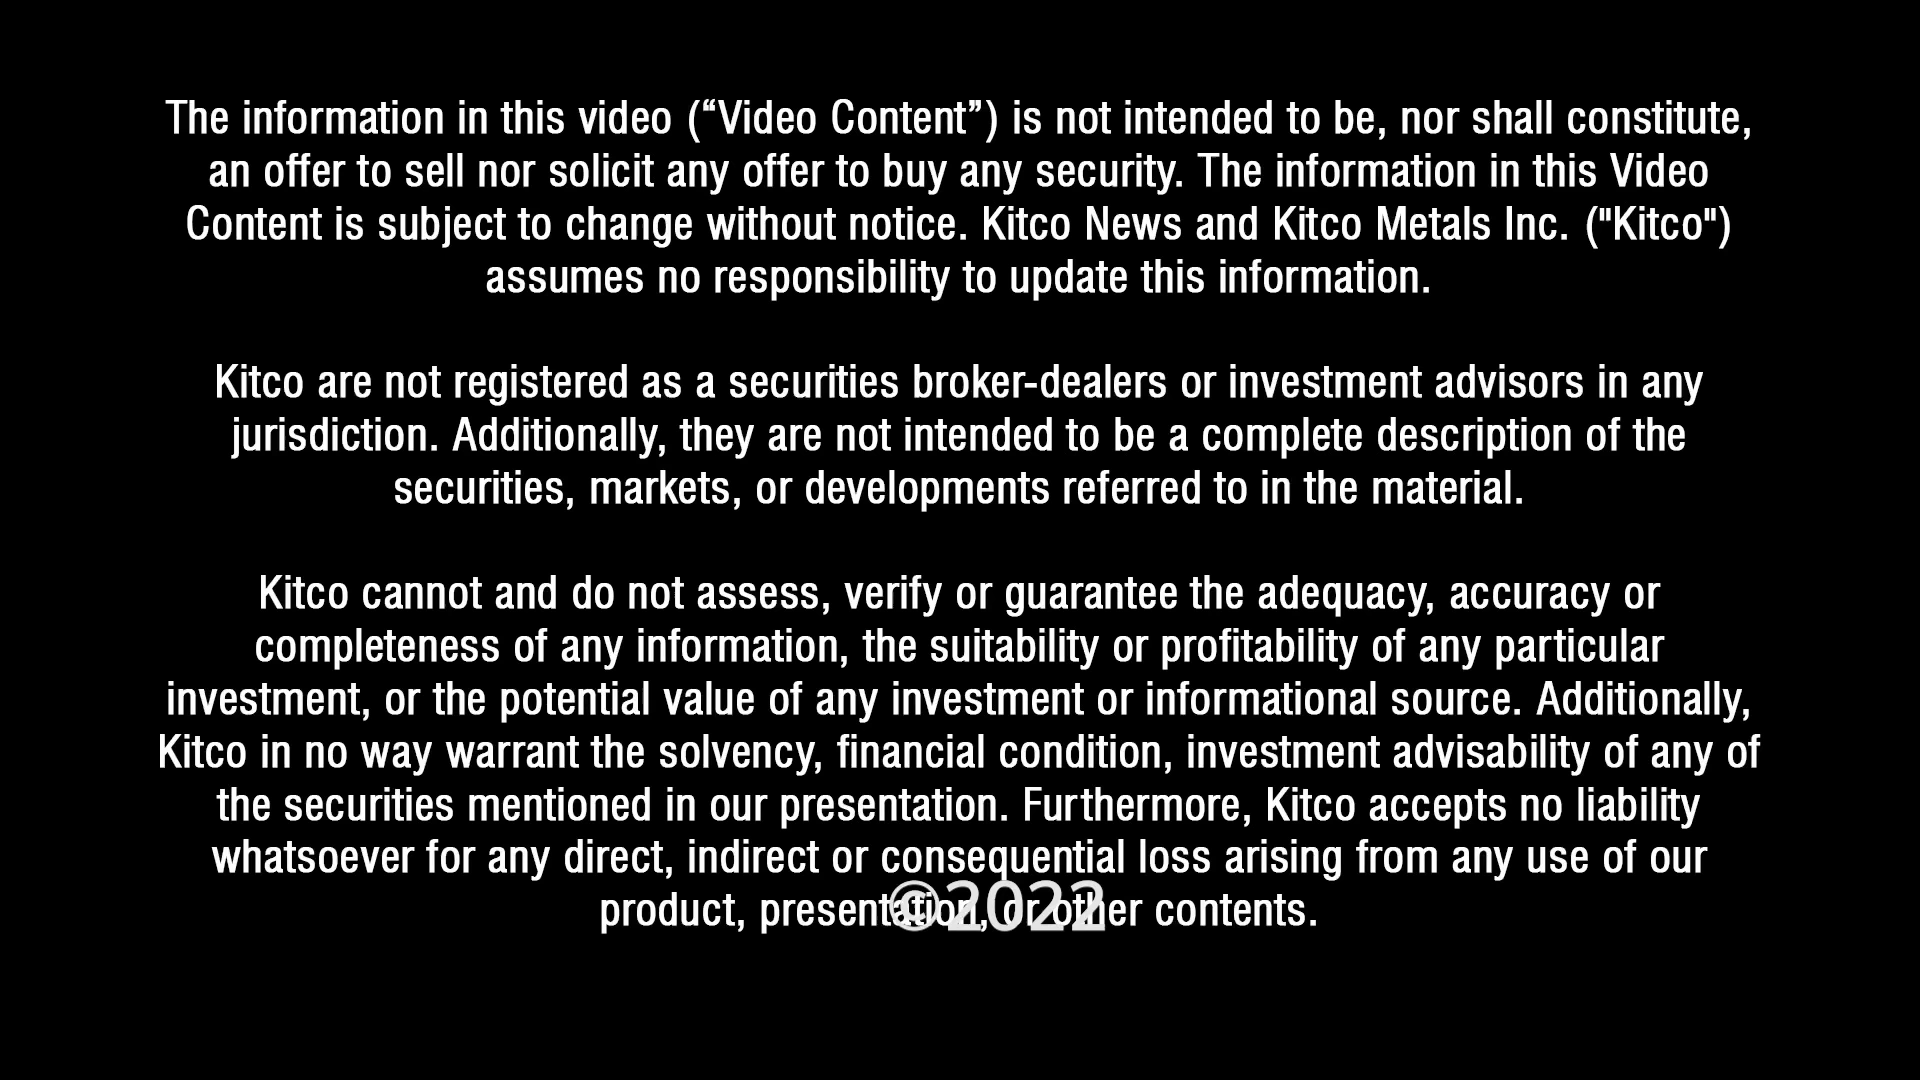 The information in this video (“Video Content”) is not intended to be, nor shall constitute,
an offer to sell nor solicit any offer to buy any security. The information in this Video
Content is subject to change without notice. Kitco News and Kitco Metals Inc. ("Kitco")
assumes no responsibility to update this information.
Kitco are not registered as a securities broker-dealers or investment advisors in any
jurisdiction. Additionally, they are not intended to be a complete description of the
securities, markets, or developments referred to in the material.
Kitco cannot and do not assess, verify or guarantee the adequacy, accuracy or
completeness of any information, the suitability or profitability of any particular
investment, or the potential value of any investment or informational source. Additionally,
Kitco in no way warrant the solvency, financial condition, investment advisability of any of
the securities mentioned in our presentation. Furthermore, Kitco accepts no liability
whatsoever for any direct, indirect or consequential loss arising from any use of our
product, presentation, or other contents.
©2022